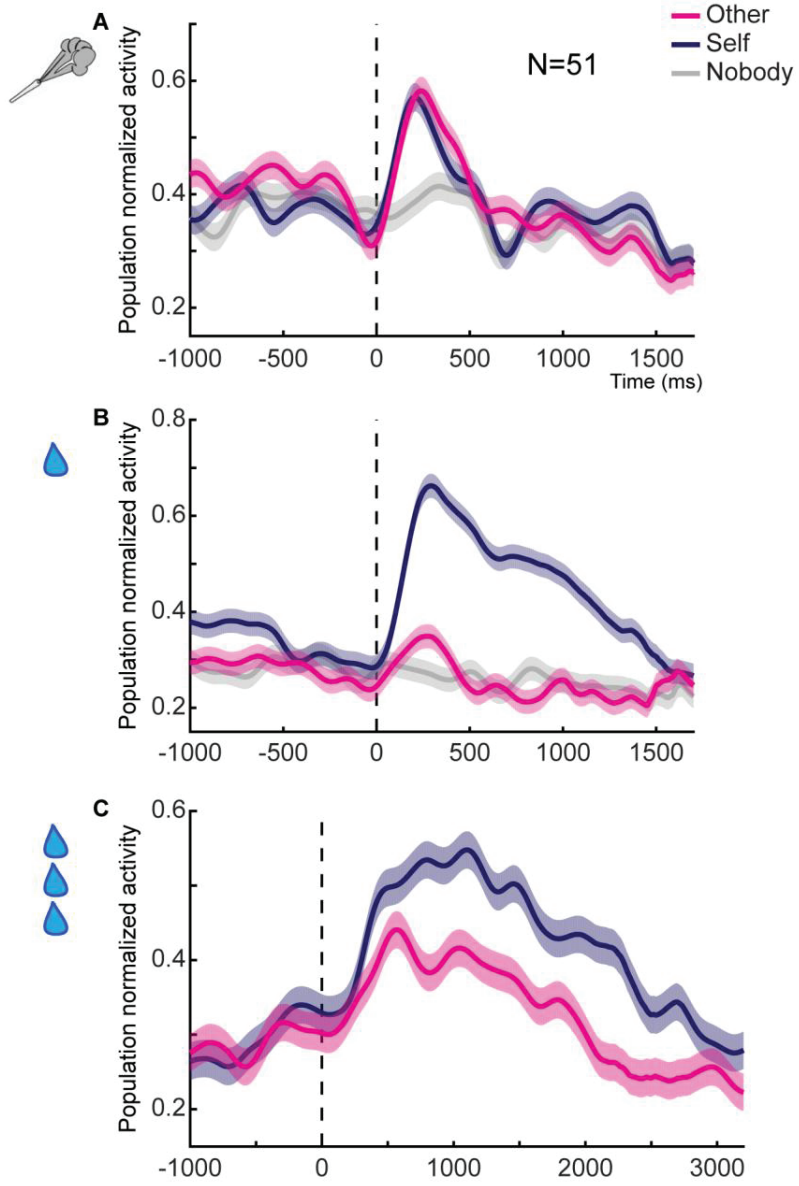 A
Other
Self
Nobody
N=51
Population normalized activity
0.6
0.4
0.2
-1000 -500 0 500 1000 1500
Time (ms)
B
Population normalized activity
0.8
0.6
0.4
0.2
-1000 -500 0 500 1000 1500
C
Population normalized activity
0.6
0.4
0.2
-1000 0 1000 2000 3000